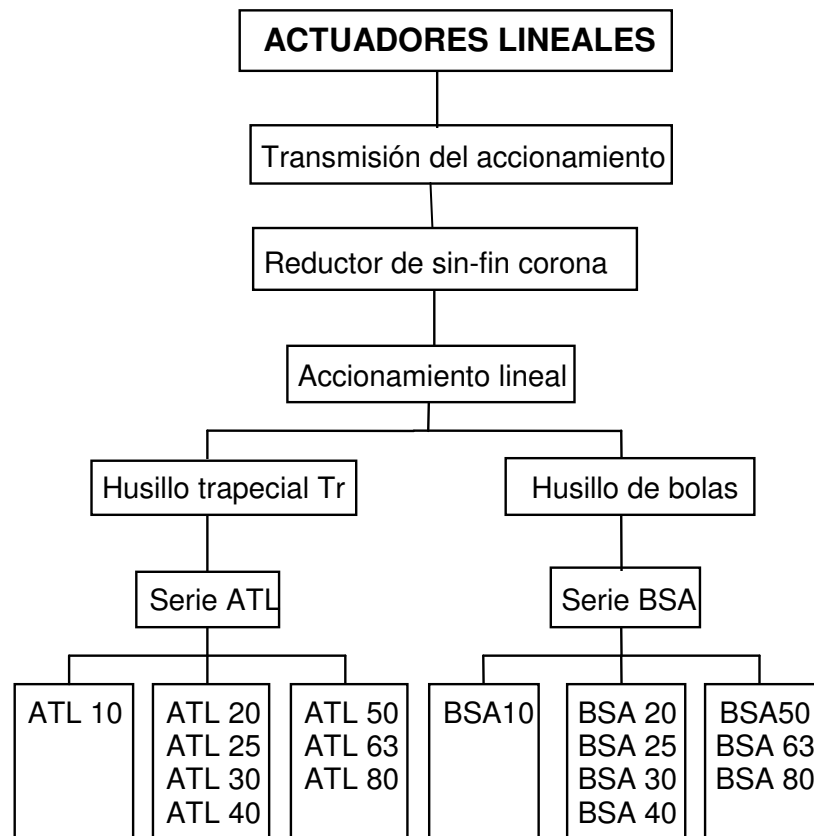 ACTUADORES LINEALES
Transmisión del accionamiento
Reductor de sin-fin corona
Accionamiento lineal
Husillo trapecial Tr
Husillo de bolas
Serie ATL
Serie BSA
ATL 10
ATL 20
ATL 25
ATL 30
ATL 40
ATL 50
ATL 63
ATL 80
BSA10
BSA 20
BSA 25
BSA 30
BSA 40
BSA50
BSA 63
BSA 80